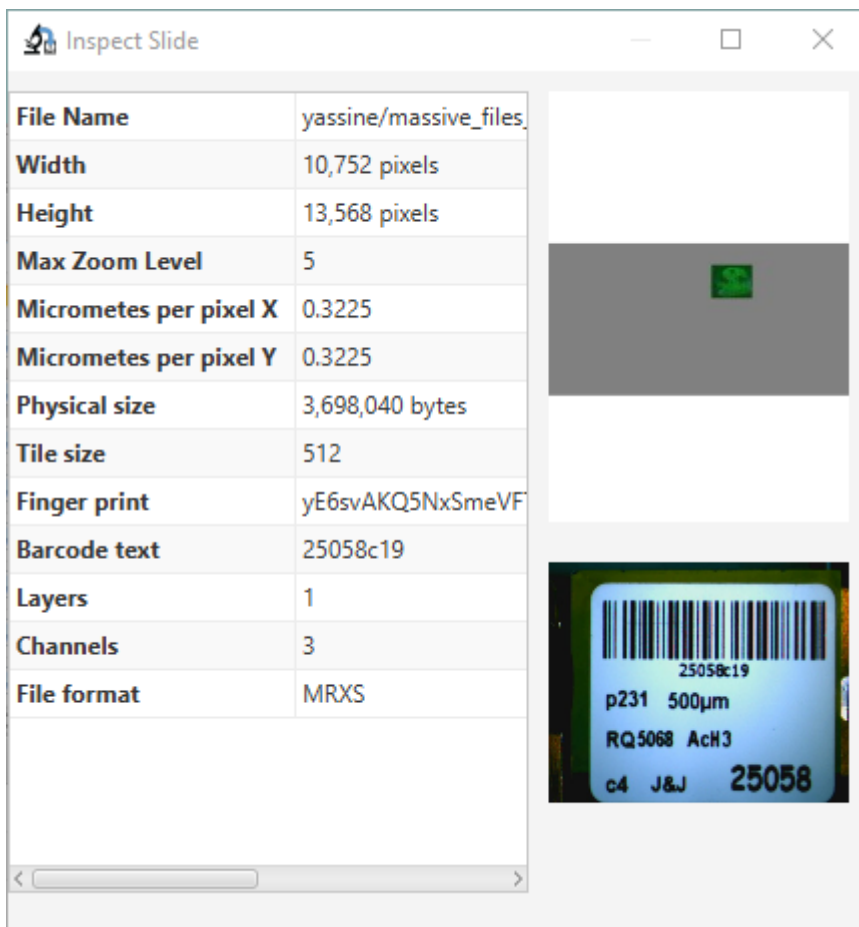 Inspect Slide
File Name yassine/massive_files_
Width 10,752 pixels
Height 13,568 pixels
Max Zoom Level 5
Micrometes per pixel X 0.3225
Micrometes per pixel Y 0.3225
Physical size 3,698,040 bytes
Tile size 512
Finger print yE6svAKQ5NxSmeVF
Barcode text 25058c19
Layers 1
Channels 3
File format MRXS
25058c19
p231 500µm
RQ5068 AcH3
c4 J&J 25058